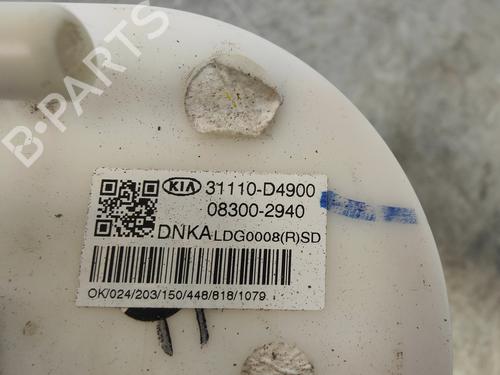 B-PARTS
KIA 31110-D4900
08300-2940
DNKA LDG0008(R)SD
OK/024/203/150/448/818/1079